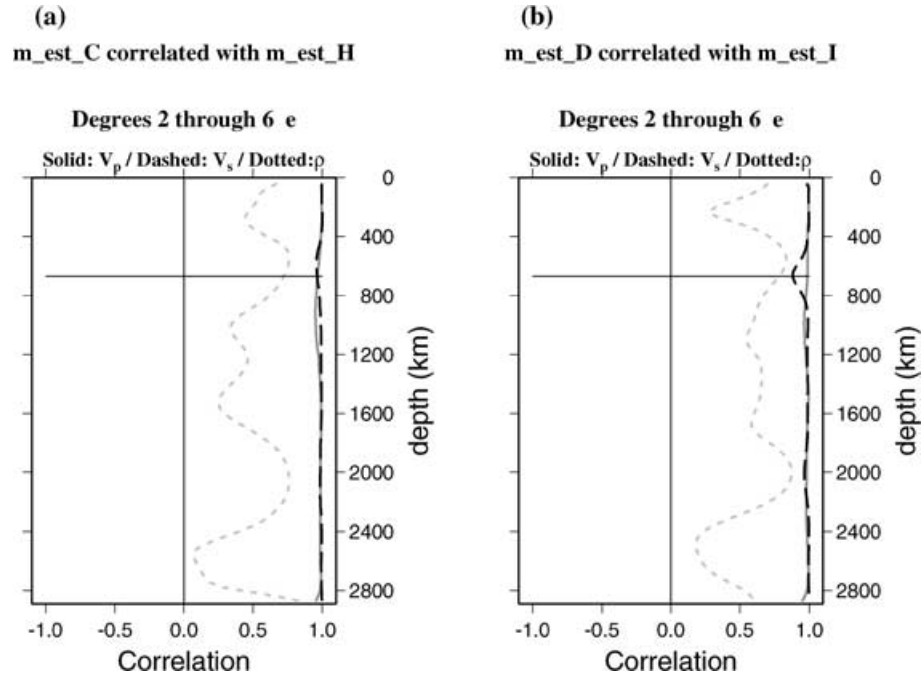 (a)
m_est_C correlated with m_est_H
Degrees 2 through 6 e
Solid: Vp / Dashed: Vs / Dotted:ρ
0
400
800
1200
1600
2000
2400
2800
depth (km)
-1.0 -0.5 0.0 0.5 1.0
Correlation
(b)
m_est_D correlated with m_est_I
Degrees 2 through 6 e
Solid: Vp / Dashed: Vs / Dotted:ρ
0
400
800
1200
1600
2000
2400
2800
depth (km)
-1.0 -0.5 0.0 0.5 1.0
Correlation